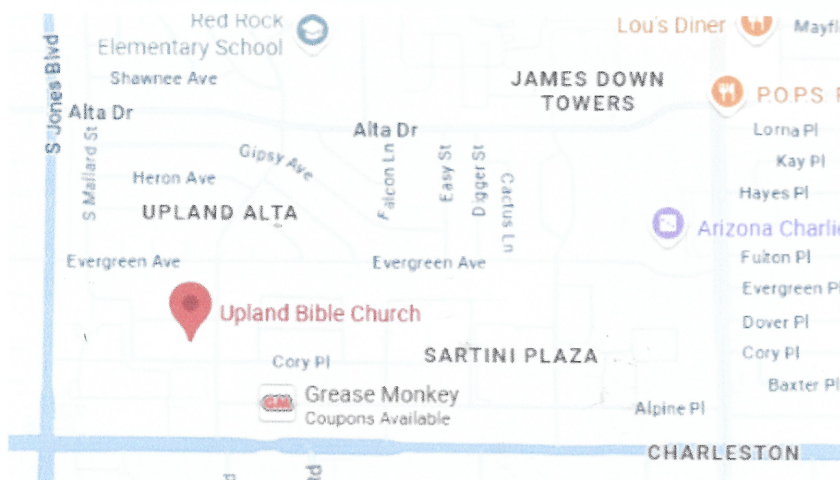 Red Rock
Elementary School
Lou's Diner
Shawnee Ave
JAMES DOWN
TOWERS
S Jones Blvd
Alta Dr
P.O.P.S
Alta Dr
Lorna Pl
Gipsy Ave
Kay Pl
S Mallard St
Heron Ave
Falcon Ln
Easy St
Digger St
Cactus Ln
Hayes Pl
UPLAND ALTA
Arizona Charlie
Evergreen Ave
Evergreen Ave
Fulton Pl
Evergreen Pl
Upland Bible Church
Dover Pl
Cory Pl
SARTINI PLAZA
Cory Pl
Baxter Pl
GM
Grease Monkey
Coupons Available
Alpine Pl
CHARLESTON